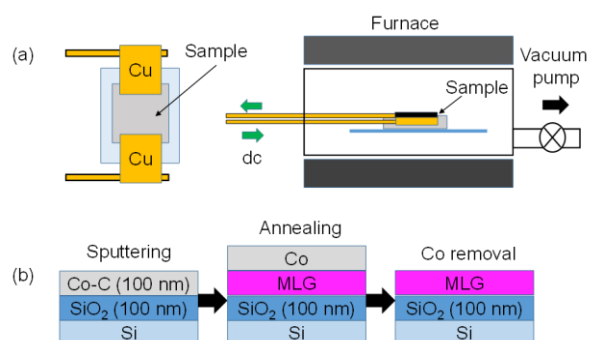 (a)
Cu
Sample
Cu
Furnace
Sample
dc
Vacuum
pump
(b)
Sputtering
Co-C (100 nm)
SiO₂ (100 nm)
Si
Annealing
Co
MLG
SiO₂ (100 nm)
Si
Co removal
MLG
SiO₂ (100 nm)
Si